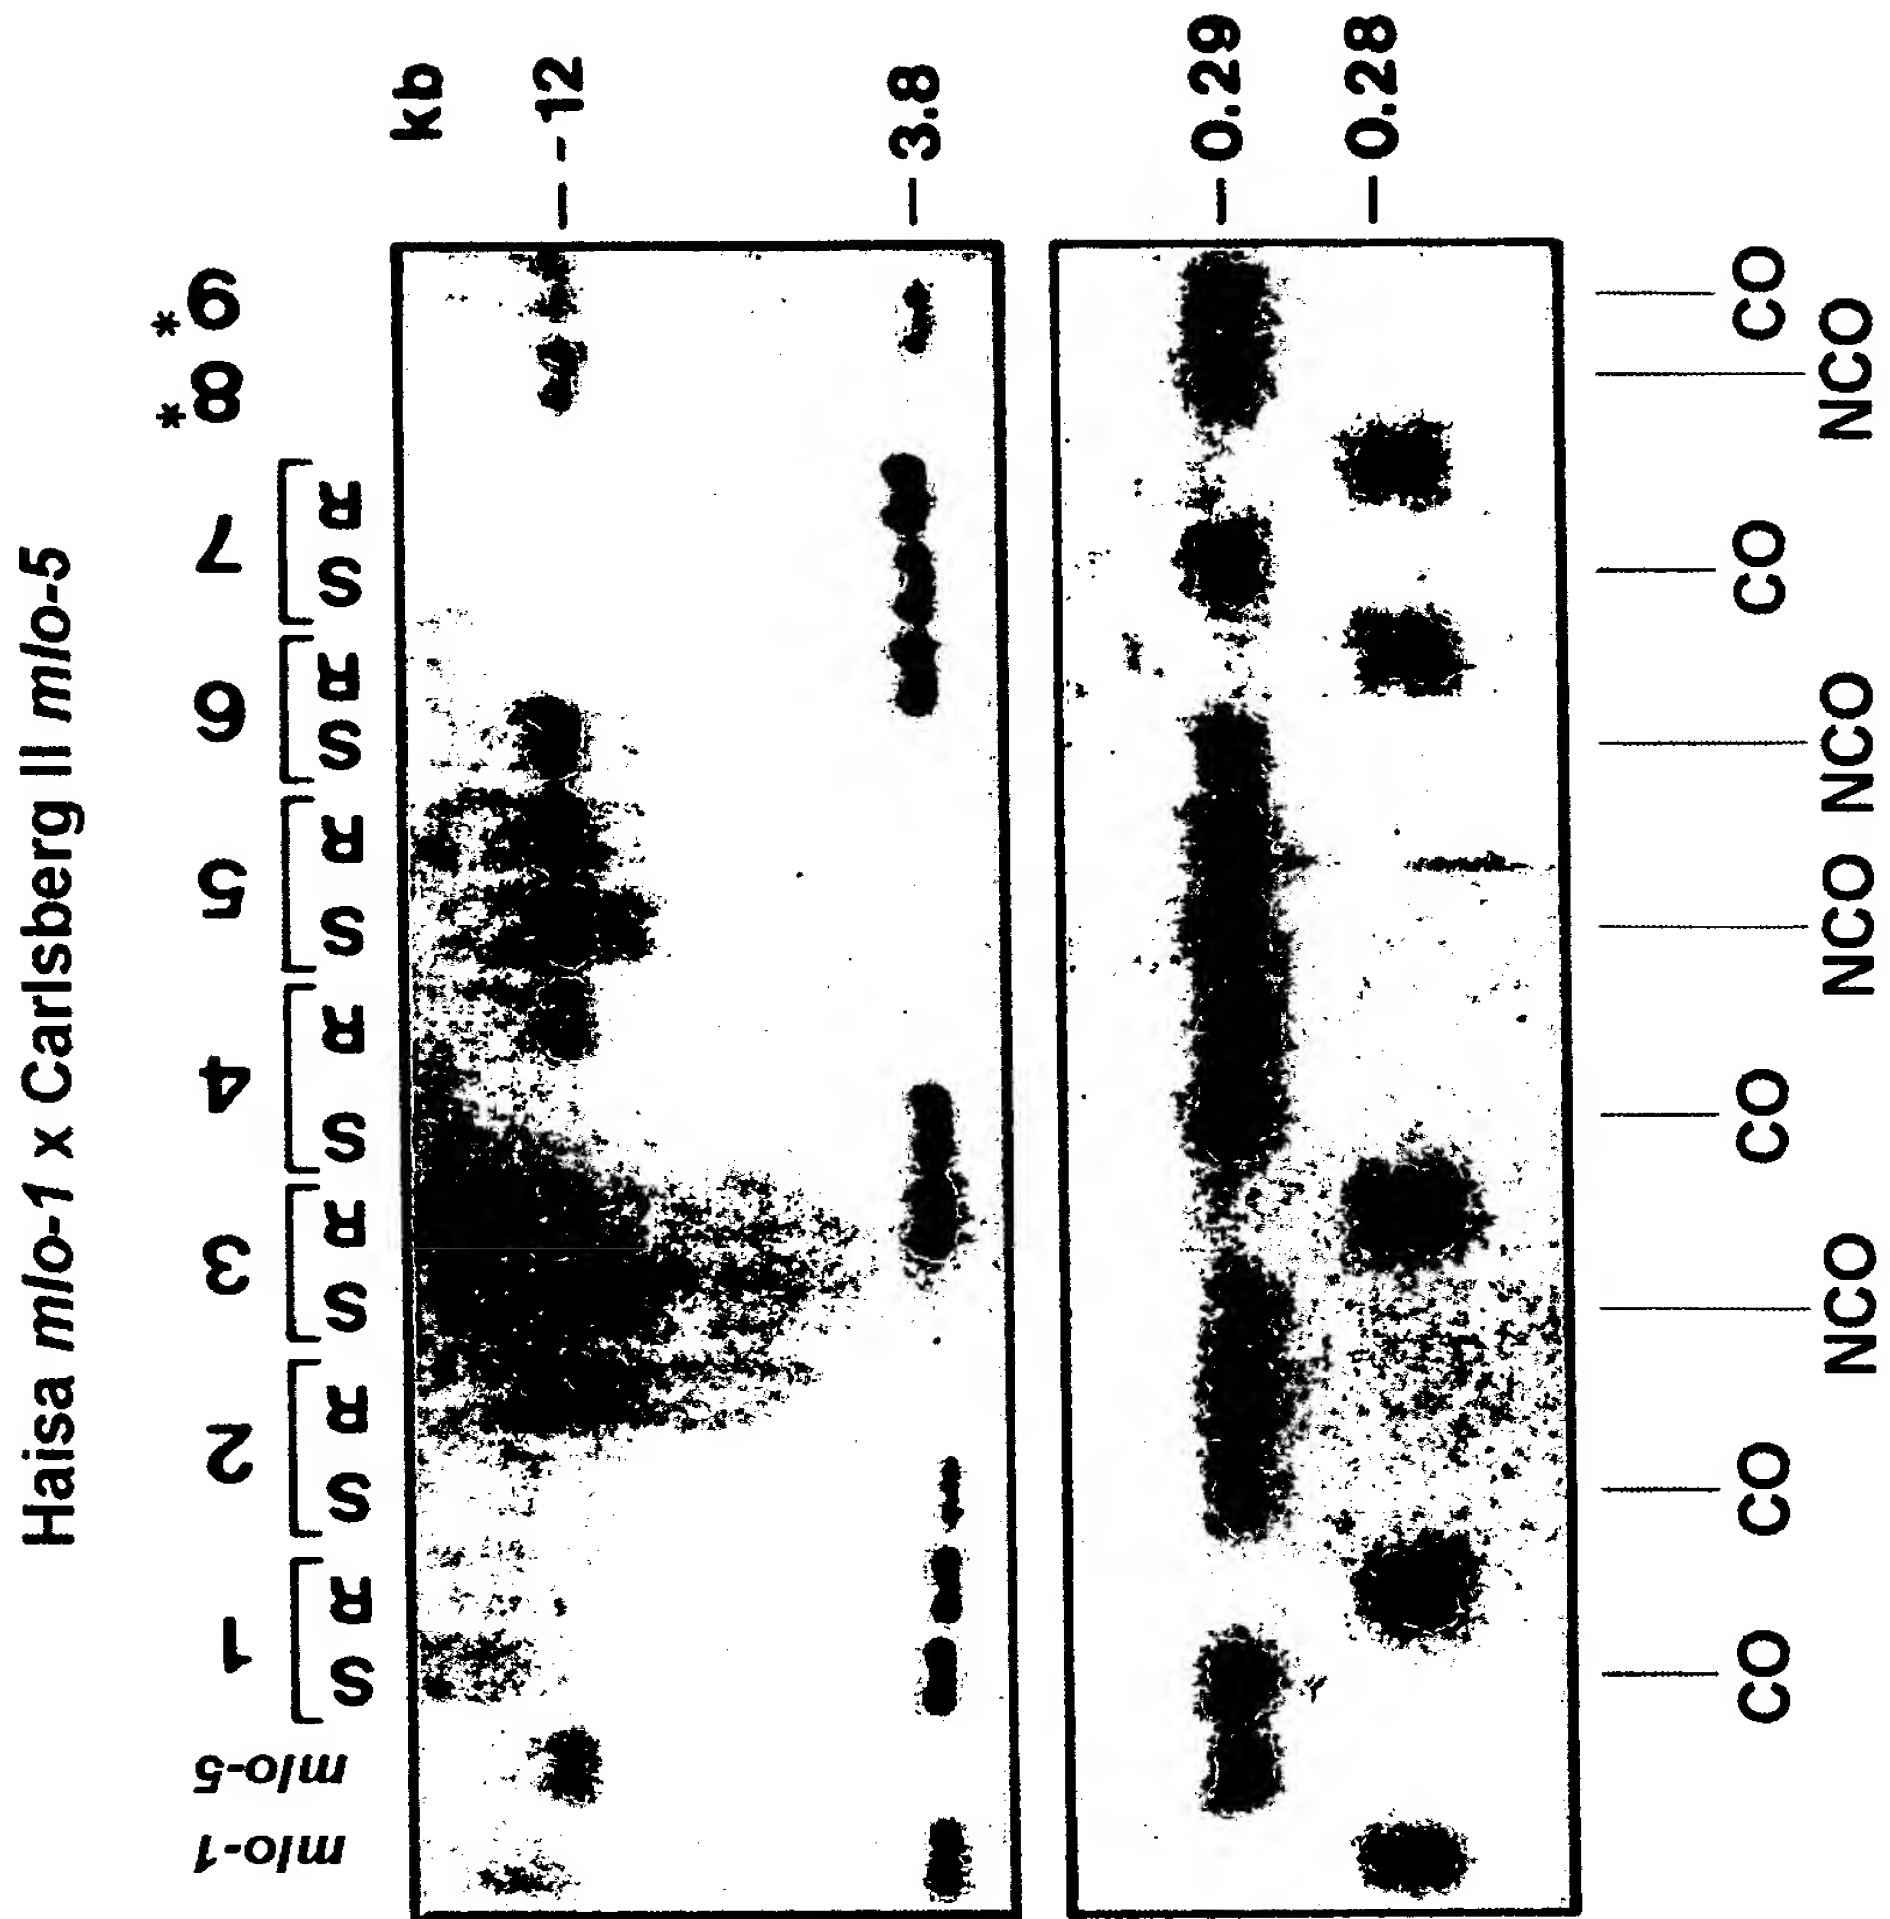 Haisa mlo-1 x Carlsberg II mlo-5
* *
1 2 3 4 5 6 7 8 9
mlo-1 mlo-5 S R S R S R S R S R S R S R
kb
- -12
- 3.8
- 0.29
- 0.28
CO CO CO CO CO
NCO NCO NCO NCO